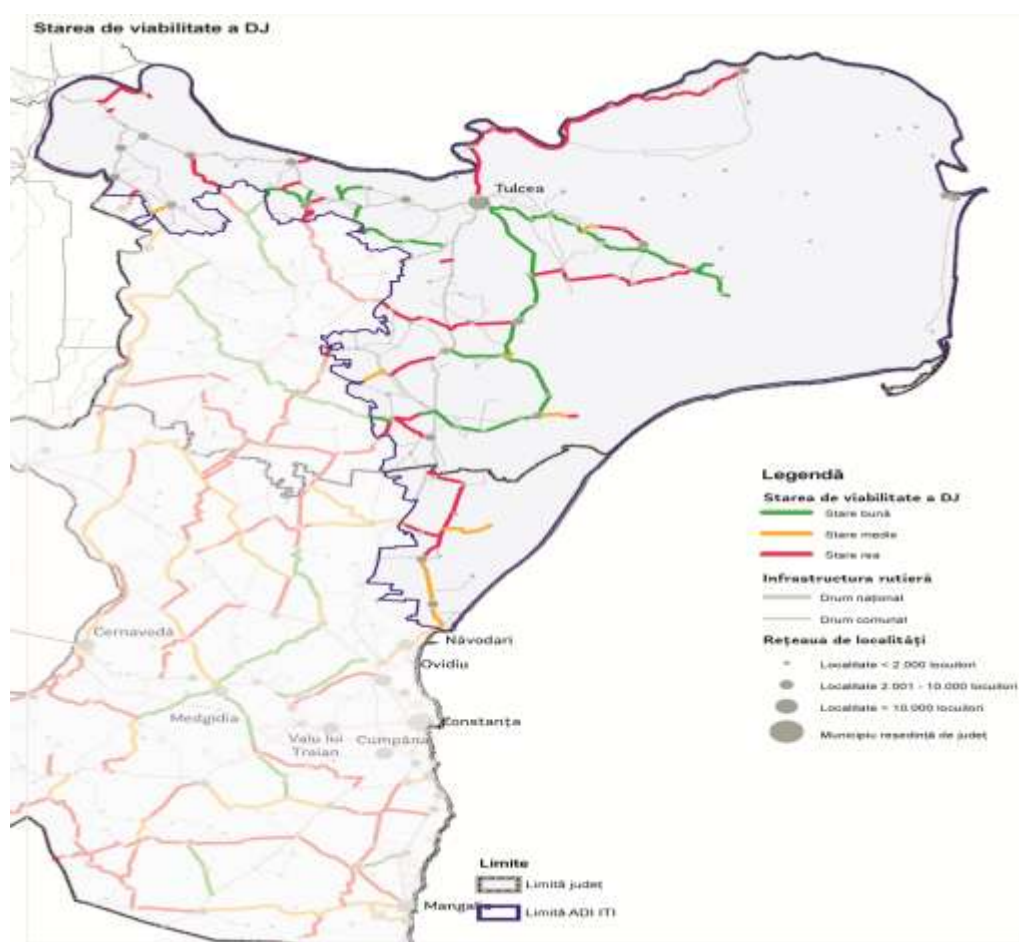 Starea de viabilitate a DJ
Tulcea
Legendă
Starea de viabilitate a DJ
Stare bună
Stare medie
Stare rea
Infrastructura rutieră
Drum național
Drum comunal
Rețeaua de localități
Localitate < 2.000 locuitori
Localitate 2.001 - 10.000 locuitori
Localitate > 10.000 locuitori
Municipiu reședință de județ
Cernavodă
Năvodari
Ovidiu
Medgidia
Constanța
Valu lui
Traian
Cumpăna
Limite
Limită județ
Mangalia
Limită ADI ITI